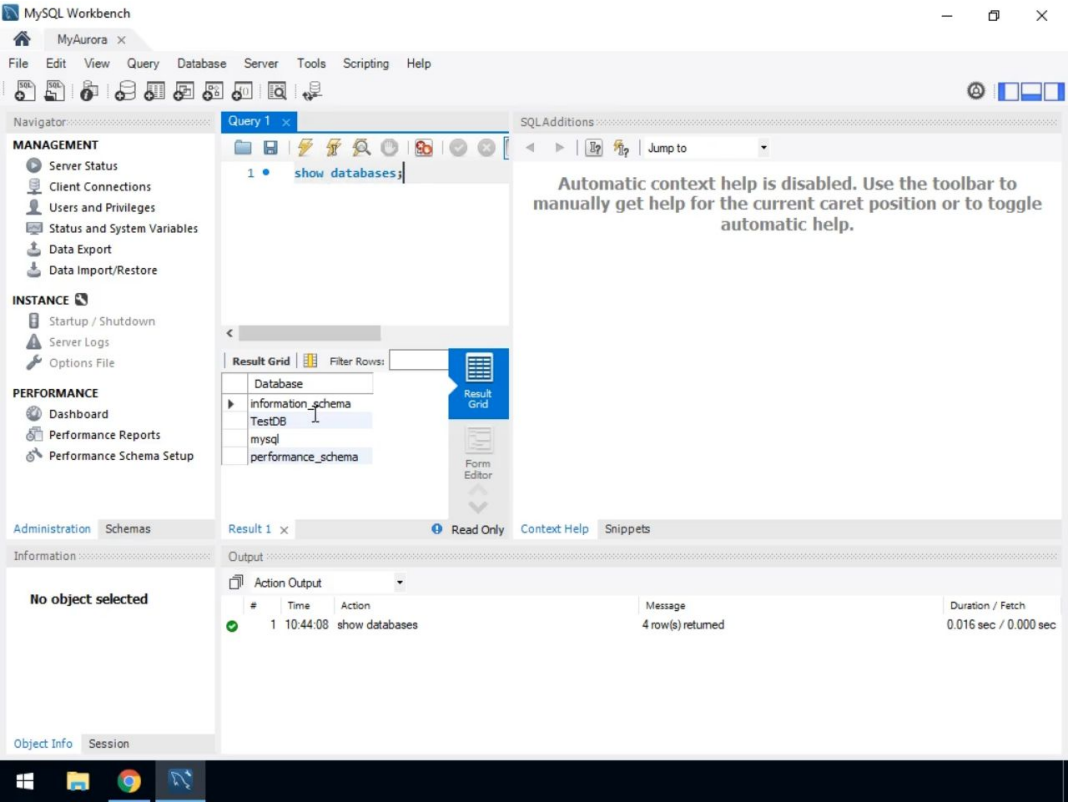 MySQL Workbench
MyAurora
File Edit View Query Database Server Tools Scripting Help
Navigator
MANAGEMENT
Server Status
Client Connections
Users and Privileges
Status and System Variables
Data Export
Data Import/Restore
INSTANCE
Startup / Shutdown
Server Logs
Options File
PERFORMANCE
Dashboard
Performance Reports
Performance Schema Setup
Administration Schemas
Query 1
1 show databases;
Result Grid Filter Rows:
Database
information_schema
TestDB
mysql
performance_schema
Result
Grid
Form
Editor
Result 1 Read Only
SQLAdditions
Jump to
Automatic context help is disabled. Use the toolbar to
manually get help for the current caret position or to toggle
automatic help.
Context Help Snippets
Information
No object selected
Object Info Session
Output
Action Output
# Time Action Message Duration / Fetch
1 10:44:08 show databases 4 row(s) returned 0.016 sec / 0.000 sec